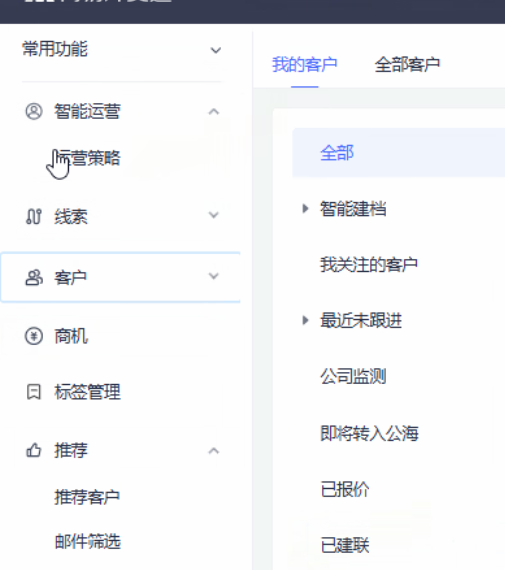 常用功能
智能运营
运营策略
线索
客户
商机
标签管理
推荐
推荐客户
邮件筛选
我的客户 全部客户
全部
智能建档
我关注的客户
最近未跟进
公司监测
即将转入公海
已报价
已建联